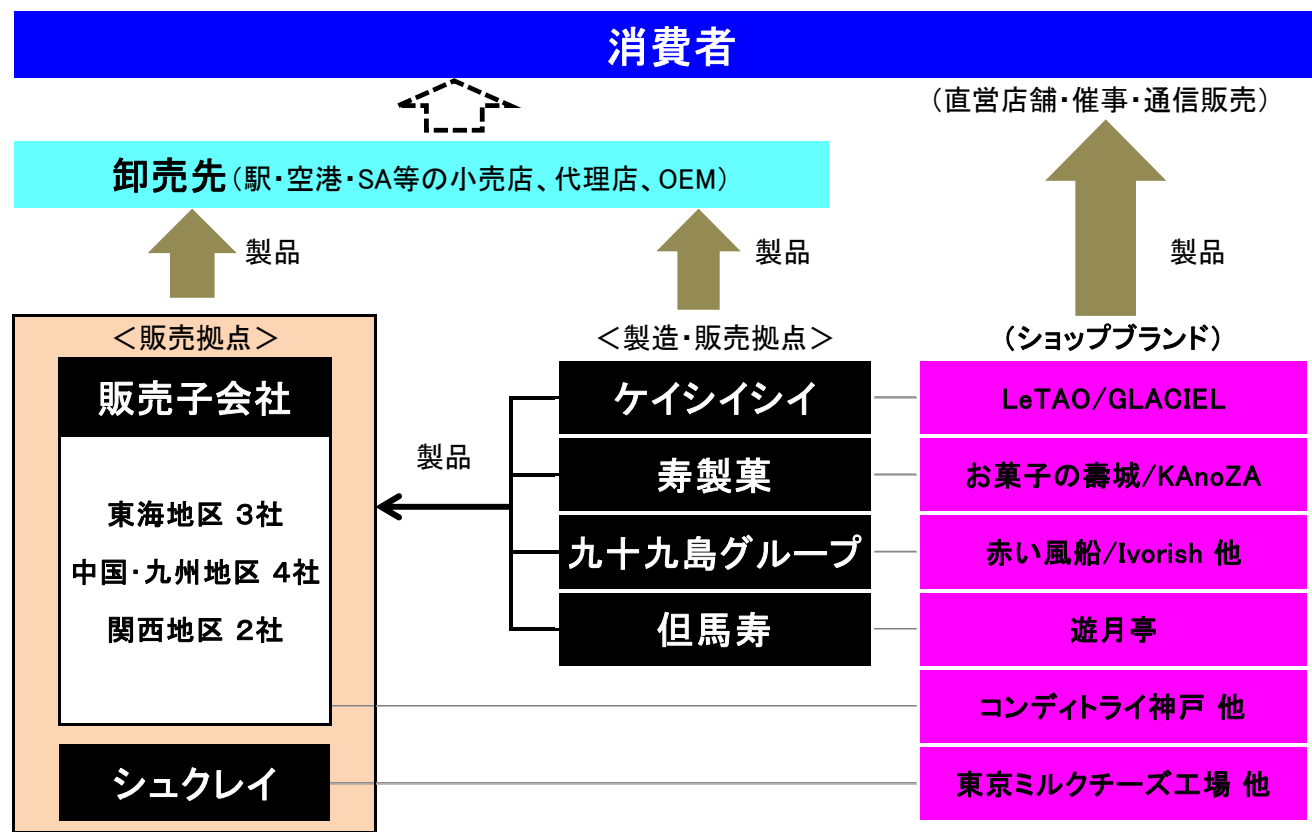 消費者
（直営店舗・催事・通信販売）
卸売先（駅・空港・SA等の小売店、代理店、OEM）
製品
製品
製品
＜販売拠点＞
販売子会社
東海地区 3社
中国・九州地区 4社
関西地区 2社
シュクレイ
製品
＜製造・販売拠点＞
ケイシイシイ
寿製菓
九十九島グループ
但馬寿
（ショップブランド）
LeTAO/GLACIEL
お菓子の壽城/KAnoZA
赤い風船/Ivorish 他
遊月亭
コンディトライ神戸 他
東京ミルクチーズ工場 他